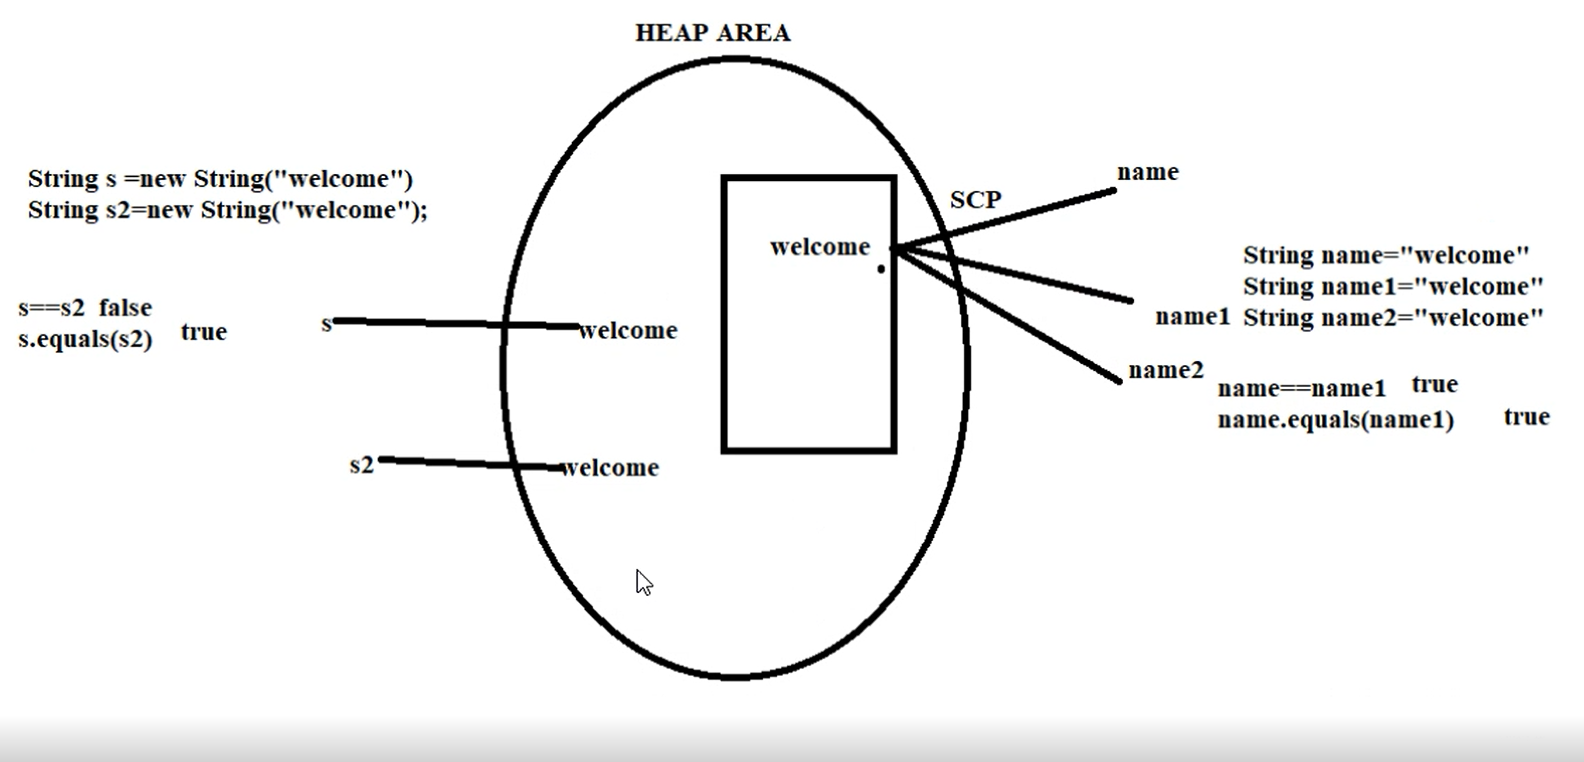 HEAP AREA
String s =new String("welcome")
String s2=new String("welcome");
s==s2 false
s.equals(s2) true
s
welcome
s2
welcome
welcome
SCP
name
name1
name2
String name="welcome"
String name1="welcome"
String name2="welcome"
name==name1 true
name.equals(name1) true